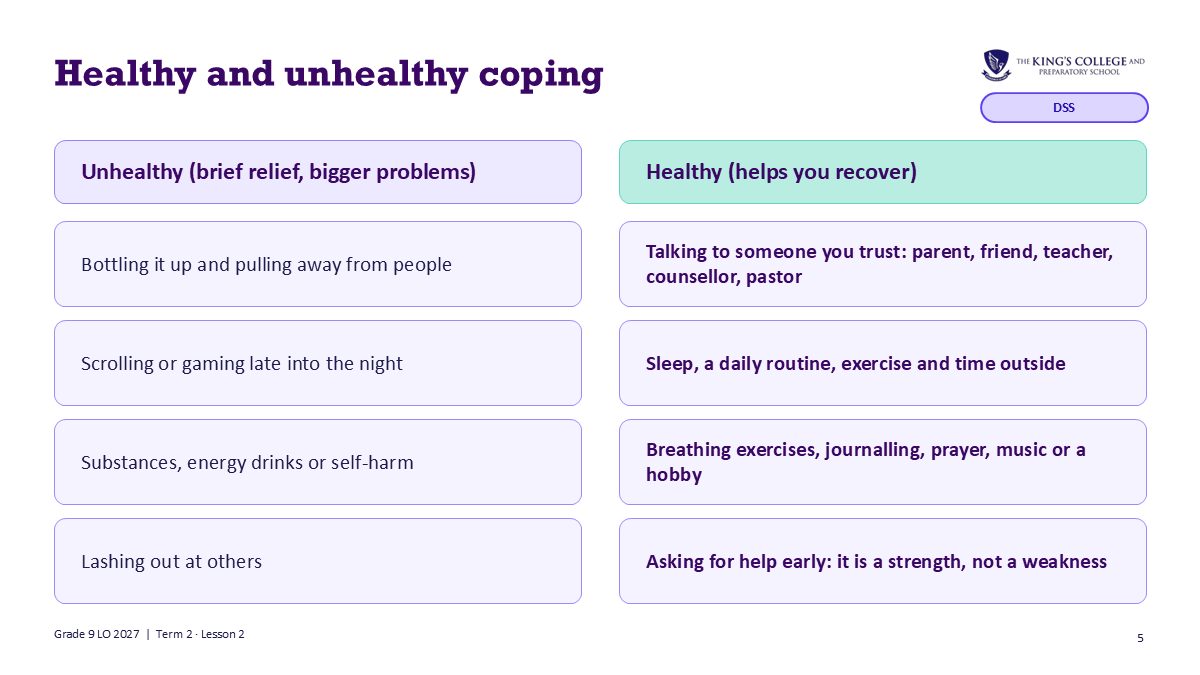 Healthy and unhealthy coping
THE KING'S COLLEGE AND
PREPARATORY SCHOOL
DSS
Unhealthy (brief relief, bigger problems)
Healthy (helps you recover)
Bottling it up and pulling away from people
Talking to someone you trust: parent, friend, teacher,
counsellor, pastor
Scrolling or gaming late into the night
Sleep, a daily routine, exercise and time outside
Substances, energy drinks or self-harm
Breathing exercises, journalling, prayer, music or a
hobby
Lashing out at others
Asking for help early: it is a strength, not a weakness
Grade 9 LO 2027 | Term 2 · Lesson 2
5